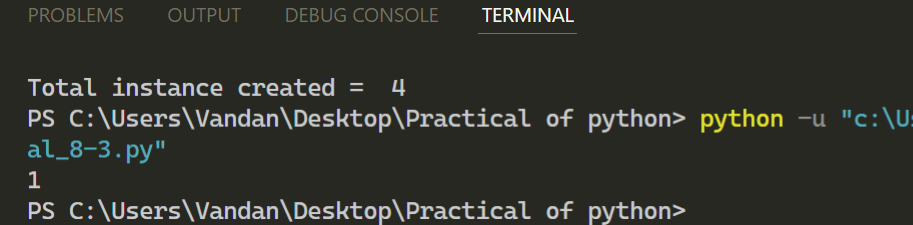 PROBLEMS OUTPUT DEBUG CONSOLE TERMINAL
Total instance created =  4
PS C:\Users\Vandan\Desktop\Practical of python> python -u "c:\Us
al_8-3.py"
1
PS C:\Users\Vandan\Desktop\Practical of python>